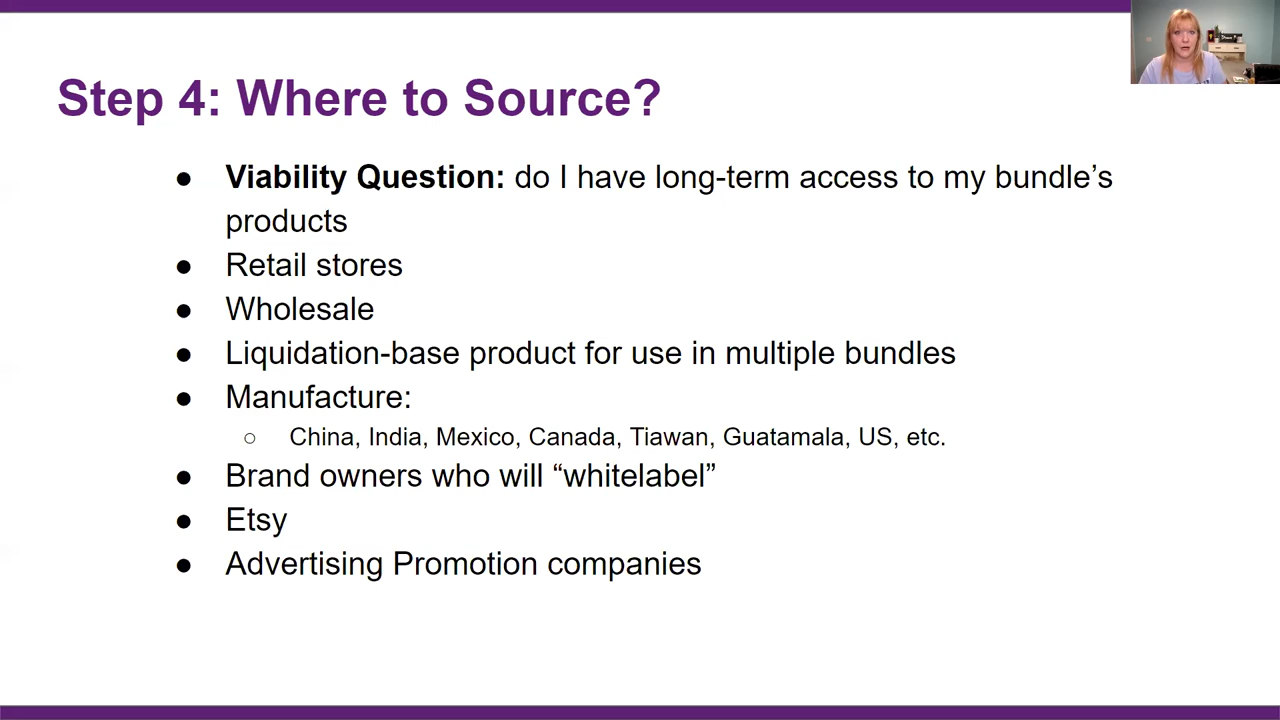 Step 4: Where to Source?
● Viability Question: do I have long-term access to my bundle’s
products
● Retail stores
● Wholesale
● Liquidation-base product for use in multiple bundles
● Manufacture:
○ China, India, Mexico, Canada, Tiawan, Guatamala, US, etc.
● Brand owners who will “whitelabel”
● Etsy
● Advertising Promotion companies